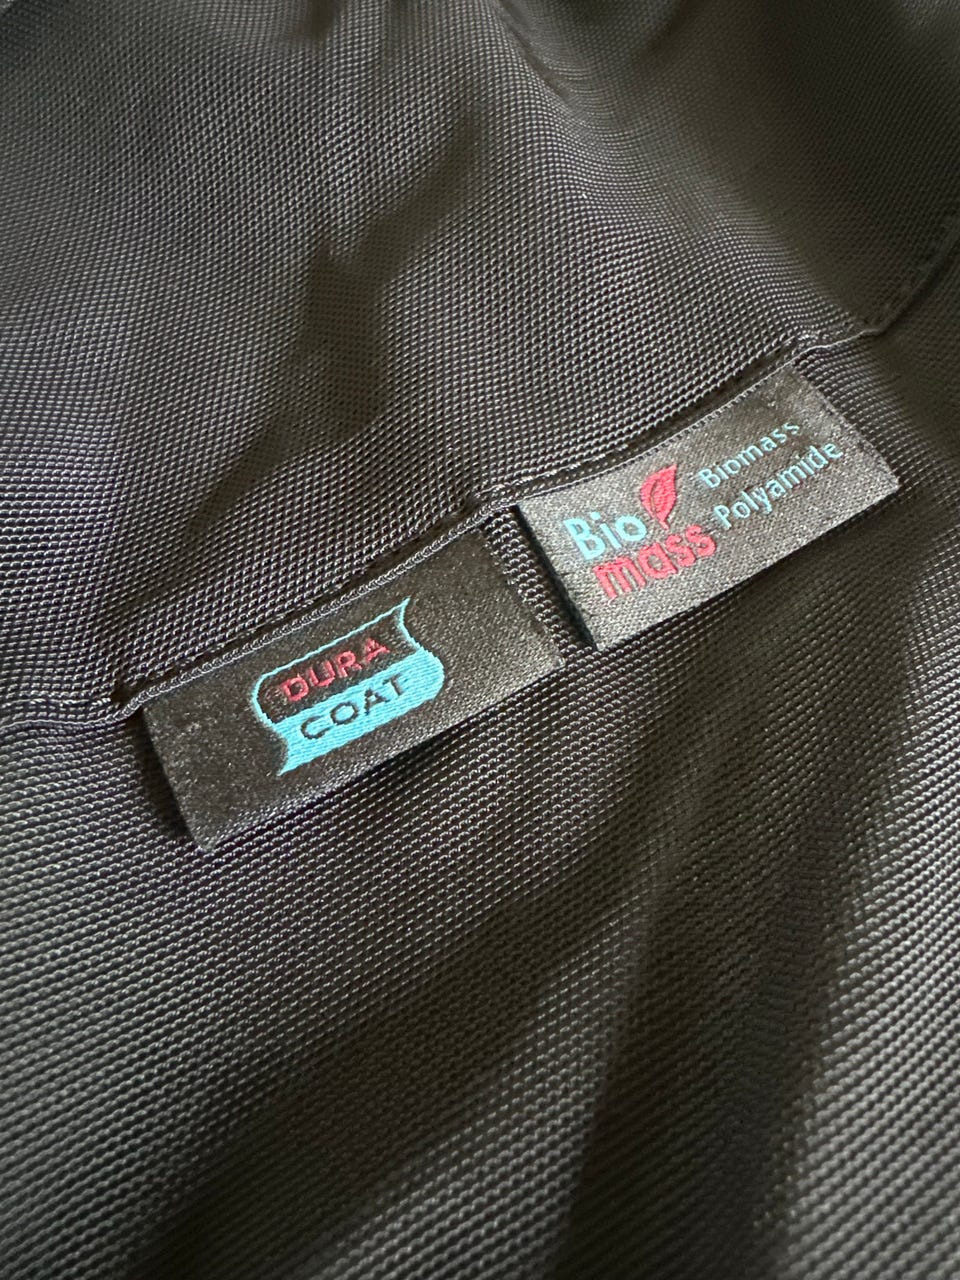 DURA
COAT
Bio
mass
Biomass
Polyamide